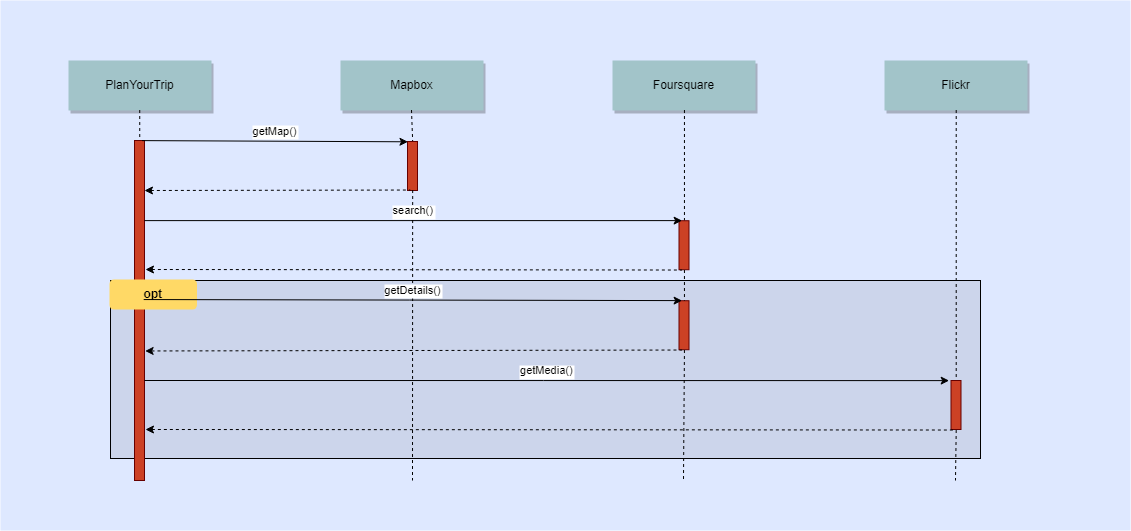 PlanYourTrip
Mapbox
Foursquare
Flickr
getMap()
search()
opt
getDetails()
getMedia()